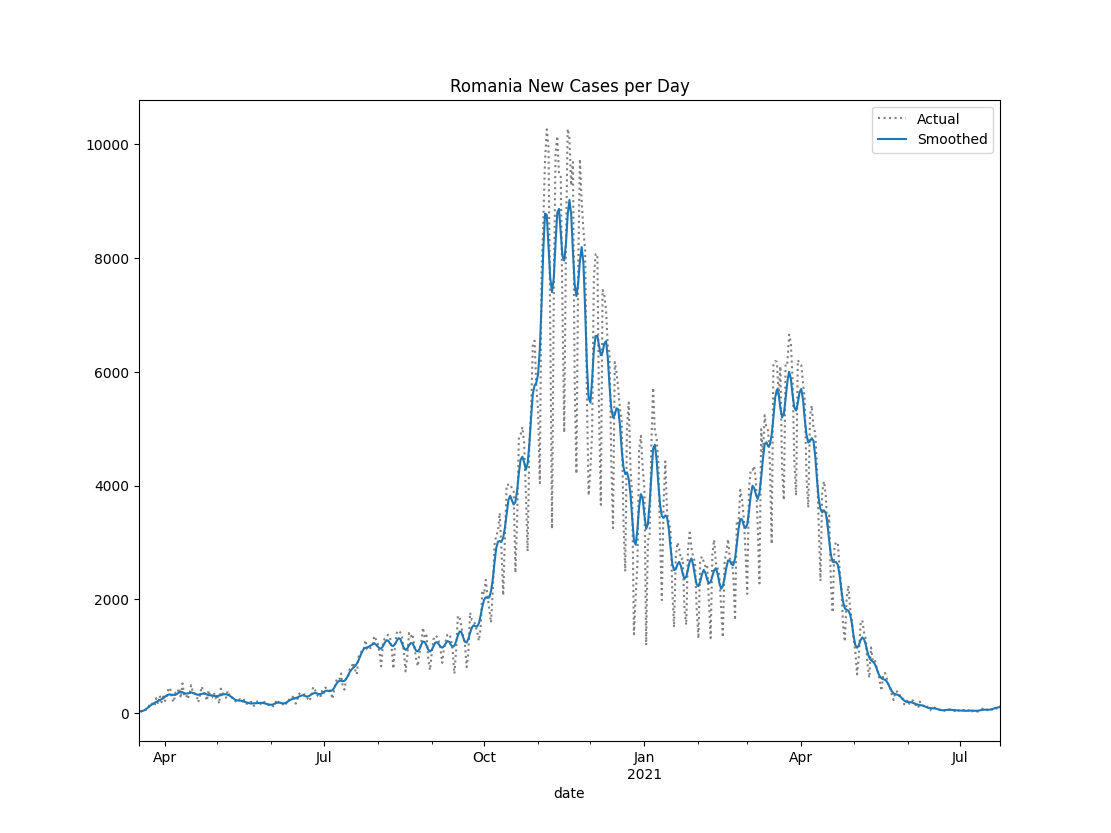 Romania New Cases per Day
Actual
Smoothed
10000
8000
6000
4000
2000
0
Apr
Jul
Oct
Jan
2021
Apr
Jul
date